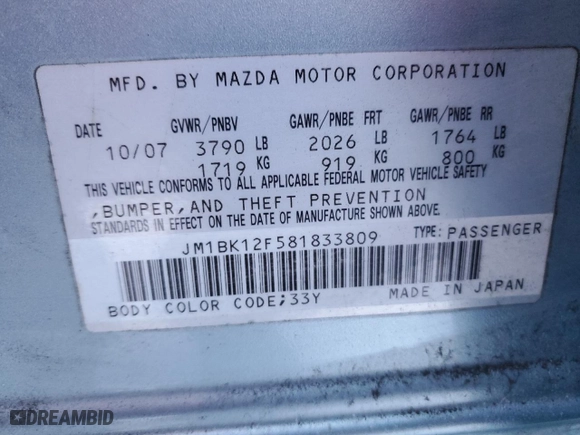 MFD. BY MAZDA MOTOR CORPORATION
DATE GVWR/PNBV GAWR/PNBE FRT GAWR/PNBE RR
10/07 3790 LB 2026 LB 1764 LB
1719 KG 919 KG 800 KG
THIS VEHICLE CONFORMS TO ALL APPLICABLE FEDERAL MOTOR VEHICLE SAFETY
,BUMPER,AND THEFT PREVENTION
STANDARDS IN EFFECT ON THE DATE OF MANUFACTURE SHOWN ABOVE.
JM1BK12F581833809 TYPE: PASSENGER
BODY COLOR CODE;33Y MADE IN JAPAN
DREAMBID